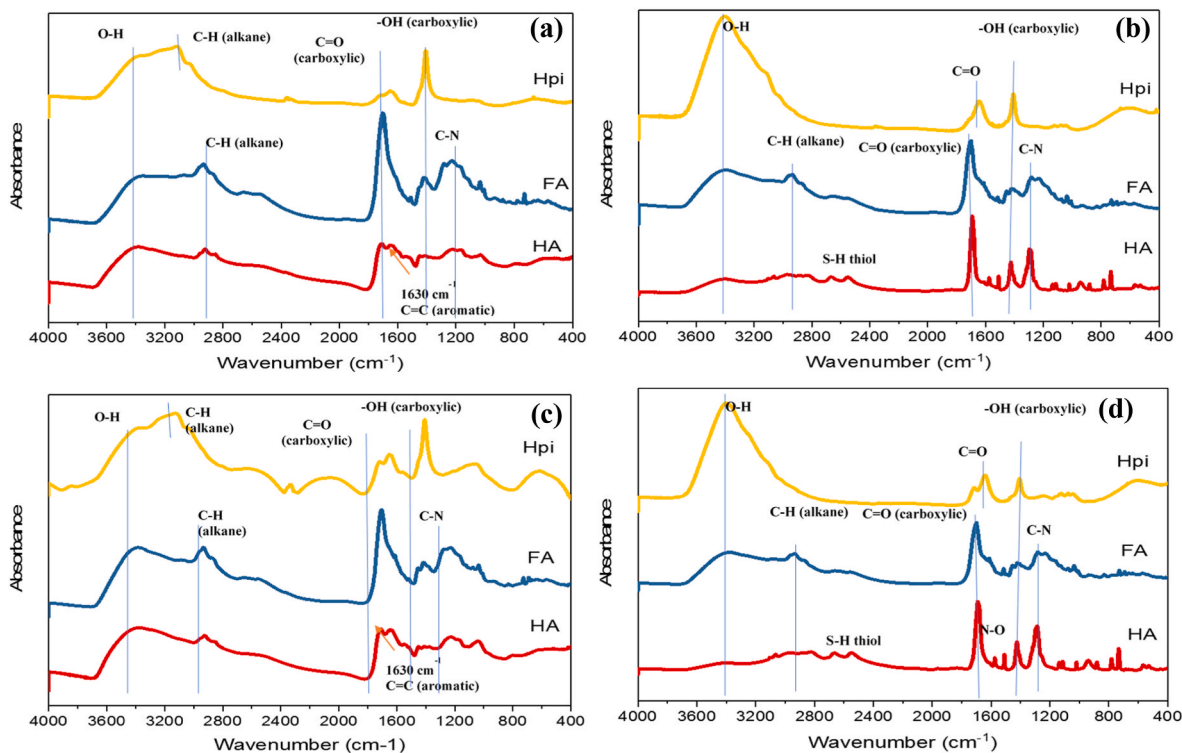 (a)
-OH (carboxylic)
O-H
C-H (alkane)
C=O
(carboxylic)
Hpi
C-H (alkane)
C-N
FA
HA
1630 cm-1
C=C (aromatic)
Absorbance
4000 3600 3200 2800 2400 2000 1600 1200 800 400
Wavenumber (cm-1)
(b)
O-H
-OH (carboxylic)
C=O
Hpi
C-H (alkane)
C=O (carboxylic)
C-N
FA
HA
S-H thiol
Absorbance
4000 3600 3200 2800 2400 2000 1600 1200 800 400
Wavenumber (cm-1)
(c)
-OH (carboxylic)
O-H
C-H
(alkane)
C=O
(carboxylic)
Hpi
C-H
(alkane)
C-N
FA
HA
1630 cm-1
C=C (aromatic)
Absorbance
4000 3600 3200 2800 2400 2000 1600 1200 800 400
Wavenumber (cm-1)
(d)
O-H
-OH (carboxylic)
C=O
Hpi
C-H (alkane)
C=O (carboxylic)
C-N
FA
N-O
HA
S-H thiol
Absorbance
4000 3600 3200 2800 2400 2000 1600 1200 800 400
Wavenumber (cm-1)